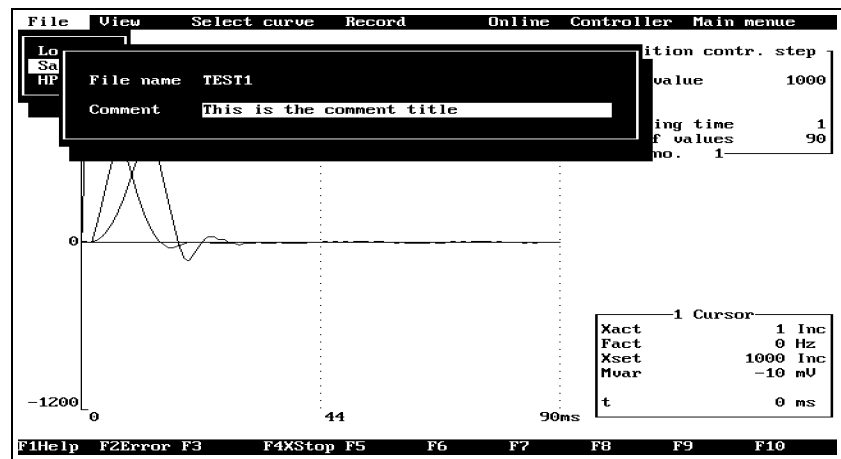 File View Select curve Record Online Controller Main menue
Lo
Sa
HP
File name TEST1
Comment This is the comment title
ition contr. step
value 1000
ing time 1
f values 90
no. 1
0
-1200
0 44 90ms
1 Cursor
Xact 1 Inc
Fact 0 Hz
Xset 1000 Inc
Mvar -10 mV
t 0 ms
F1Help F2Error F3 F4XStop F5 F6 F7 F8 F9 F10